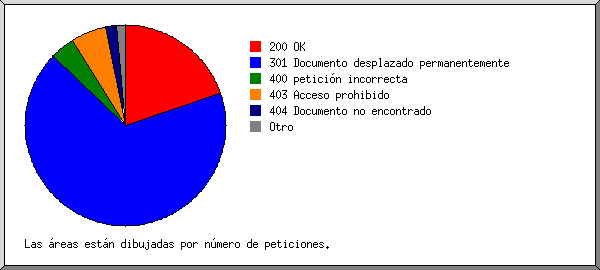 200 OK
301 Documento desplazado permanentemente
400 petición incorrecta
403 Acceso prohibido
404 Documento no encontrado
Otro
Las áreas están dibujadas por número de peticiones.